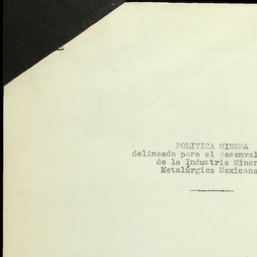 POLITICA MINERA
delineada para el desenvol
de la Industria Miner
Metalúrgica Mexicana